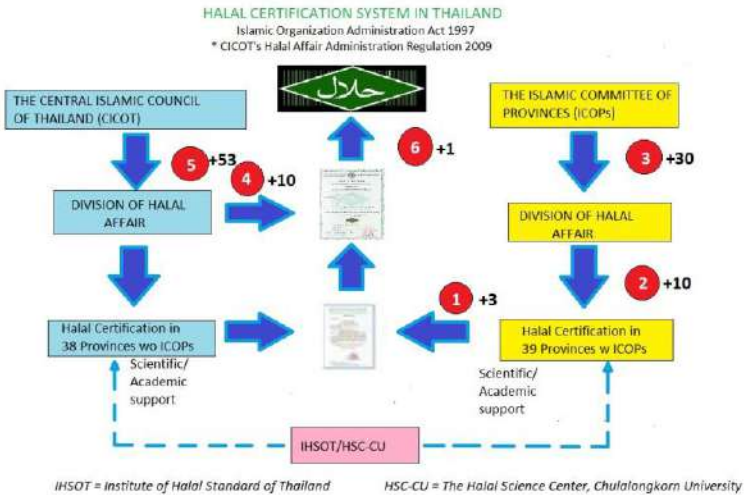 HALAL CERTIFICATION SYSTEM IN THAILAND
Islamic Organization Administration Act 1997
* CICOT's Halal Affair Administration Regulation 2009
حلال
THE CENTRAL ISLAMIC COUNCIL
OF THAILAND (CICOT)
THE ISLAMIC COMMITTEE OF
PROVINCES (ICOPs)
5 +53
4 +10
6 +1
3 +30
DIVISION OF HALAL
AFFAIR
DIVISION OF HALAL
AFFAIR.
1 +3
2 +10
Halal Certification in
38 Provinces wo ICOPs
Halal Certification in
39 Provinces w ICOPs
Scientific/
Academic
support
Scientific/
Academic
support
IHSOT/HSC-CU
IHSOT = Institute of Halal Standard of Thailand
HSC-CU = The Halal Science Center, Chulalongkorn University